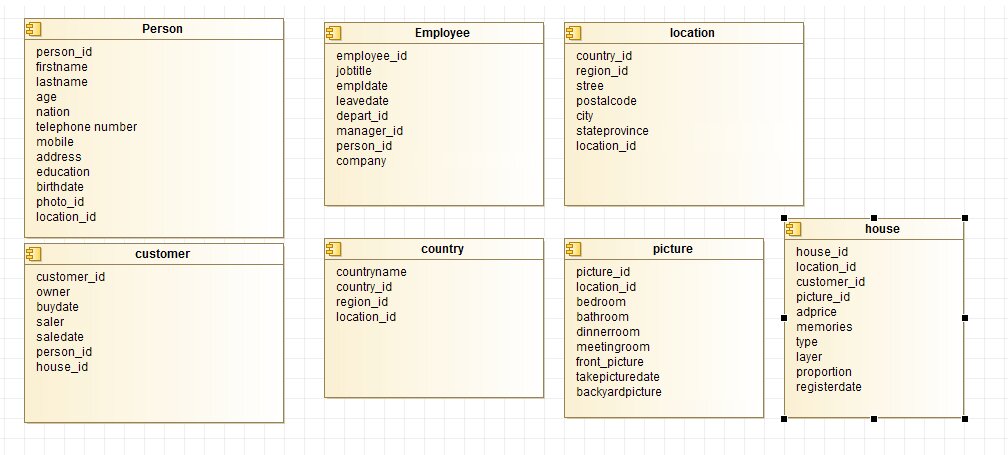 Person
person_id
firstname
lastname
age
nation
telephone number
mobile
address
education
birthdate
photo_id
location_id
Employee
employee_id
jobtitle
empldate
leavedate
depart_id
manager_id
person_id
company
location
country_id
region_id
stree
postalcode
city
stateprovince
location_id
customer
customer_id
owner
buydate
saler
saledate
person_id
house_id
country
countryname
country_id
region_id
location_id
picture
picture_id
location_id
bedroom
bathroom
dinnerroom
meetingroom
front_picture
takepicturedate
backyardpicture
house
house_id
location_id
customer_id
picture_id
adprice
memories
type
layer
proportion
registerdate